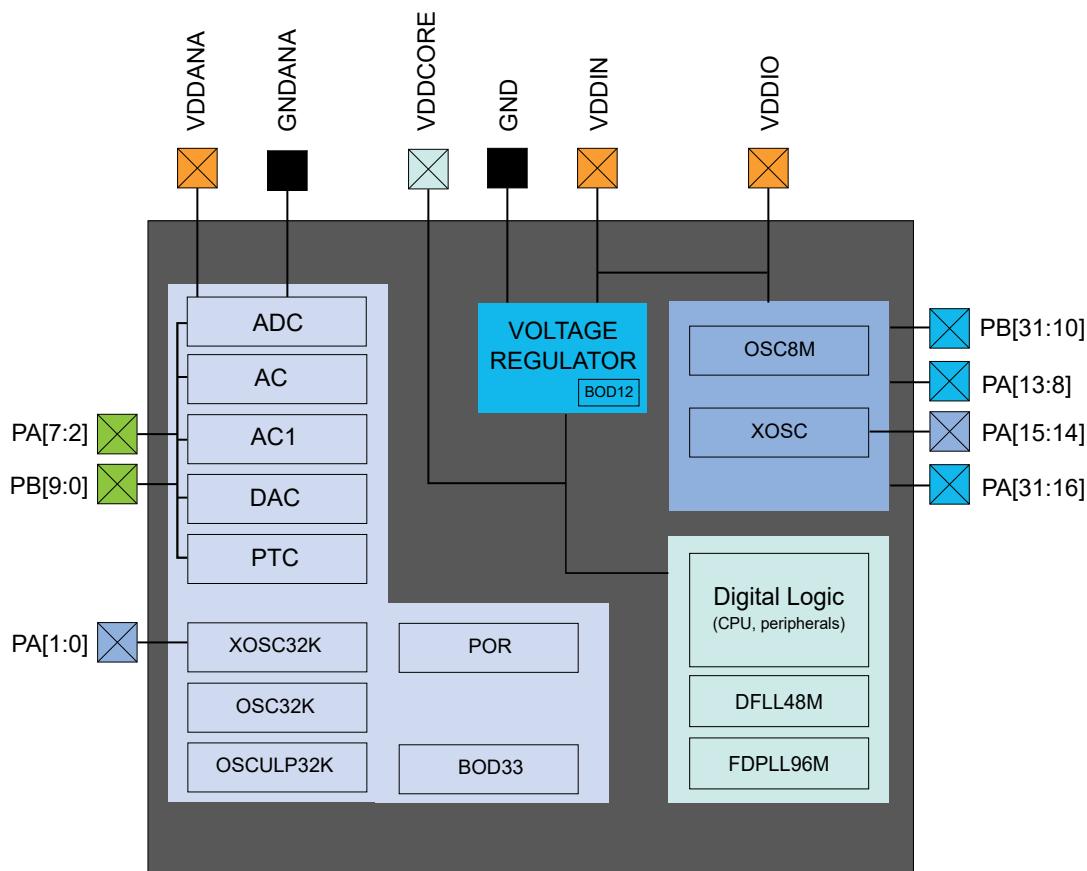 VDDANA
GNDANA
VDDCORE
GND
VDDIN
VDDIO
ADC
AC
AC1
DAC
PTC
PA[7:2]
PB[9:0]
PA[1:0]
XOSC32K
OSC32K
OSCULP32K
POR
BOD33
VOLTAGE
REGULATOR
BOD12
OSC8M
XOSC
PB[31:10]
PA[13:8]
PA[15:14]
PA[31:16]
Digital Logic
(CPU, peripherals)
DFLL48M
FDPLL96M